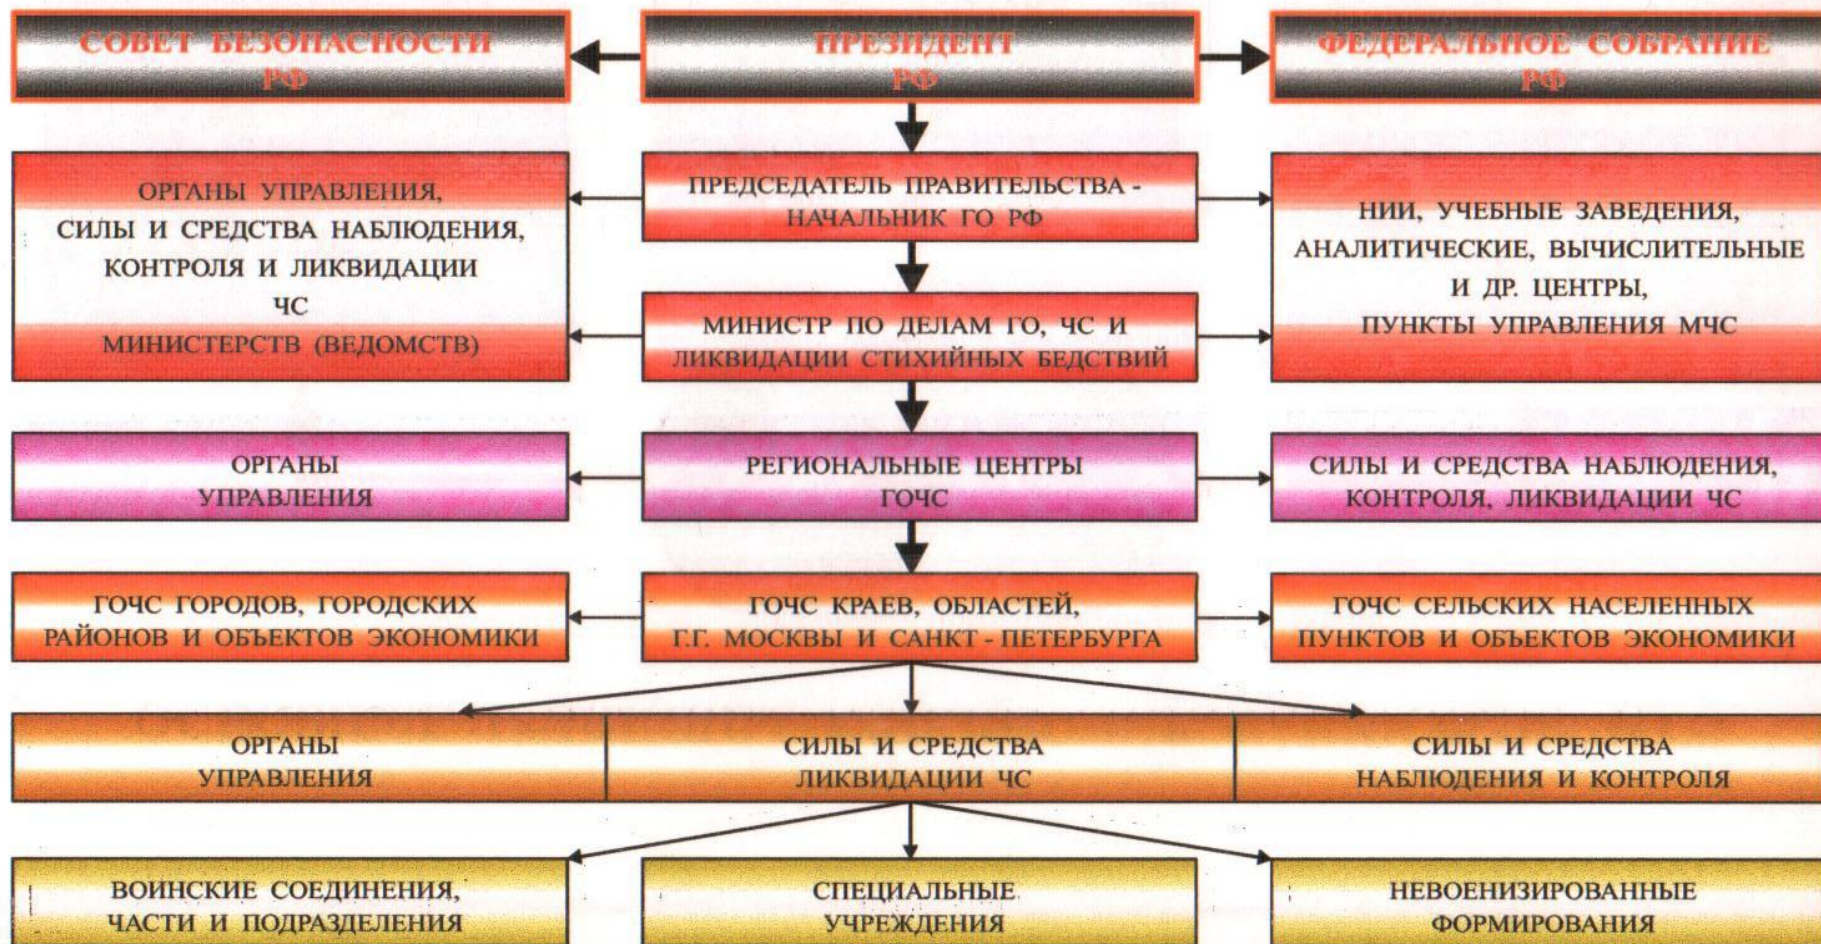 СОВЕТ БЕЗОПАСНОСТИ
РФ
ПРЕЗИДЕНТ
РФ
ФЕДЕРАЛЬНОЕ СОБРАНИЕ
РФ
ОРГАНЫ УПРАВЛЕНИЯ,
СИЛЫ И СРЕДСТВА НАБЛЮДЕНИЯ,
КОНТРОЛЯ И ЛИКВИДАЦИИ
ЧС
МИНИСТЕРСТВ (ВЕДОМСТВ)
ПРЕДСЕДАТЕЛЬ ПРАВИТЕЛЬСТВА -
НАЧАЛЬНИК ГО РФ
НИИ, УЧЕБНЫЕ ЗАВЕДЕНИЯ,
АНАЛИТИЧЕСКИЕ, ВЫЧИСЛИТЕЛЬНЫЕ
И ДР. ЦЕНТРЫ,
ПУНКТЫ УПРАВЛЕНИЯ МЧС
МИНИСТР ПО ДЕЛАМ ГО, ЧС И
ЛИКВИДАЦИИ СТИХИЙНЫХ БЕДСТВИЙ
ОРГАНЫ
УПРАВЛЕНИЯ
РЕГИОНАЛЬНЫЕ ЦЕНТРЫ
ГОЧС
СИЛЫ И СРЕДСТВА НАБЛЮДЕНИЯ,
КОНТРОЛЯ, ЛИКВИДАЦИИ ЧС
ГОЧС ГОРОДОВ, ГОРОДСКИХ
РАЙОНОВ И ОБЪЕКТОВ ЭКОНОМИКИ
ГОЧС КРАЕВ, ОБЛАСТЕЙ,
Г.Г. МОСКВЫ И САНКТ - ПЕТЕРБУРГА
ГОЧС СЕЛЬСКИХ НАСЕЛЕННЫХ
ПУНКТОВ И ОБЪЕКТОВ ЭКОНОМИКИ
ОРГАНЫ
УПРАВЛЕНИЯ
СИЛЫ И СРЕДСТВА
ЛИКВИДАЦИИ ЧС
СИЛЫ И СРЕДСТВА
НАБЛЮДЕНИЯ И КОНТРОЛЯ
ВОИНСКИЕ СОЕДИНЕНИЯ,
ЧАСТИ И ПОДРАЗДЕЛЕНИЯ
СПЕЦИАЛЬНЫЕ
УЧРЕЖДЕНИЯ
НЕВОЕНИЗИРОВАННЫЕ
ФОРМИРОВАНИЯ